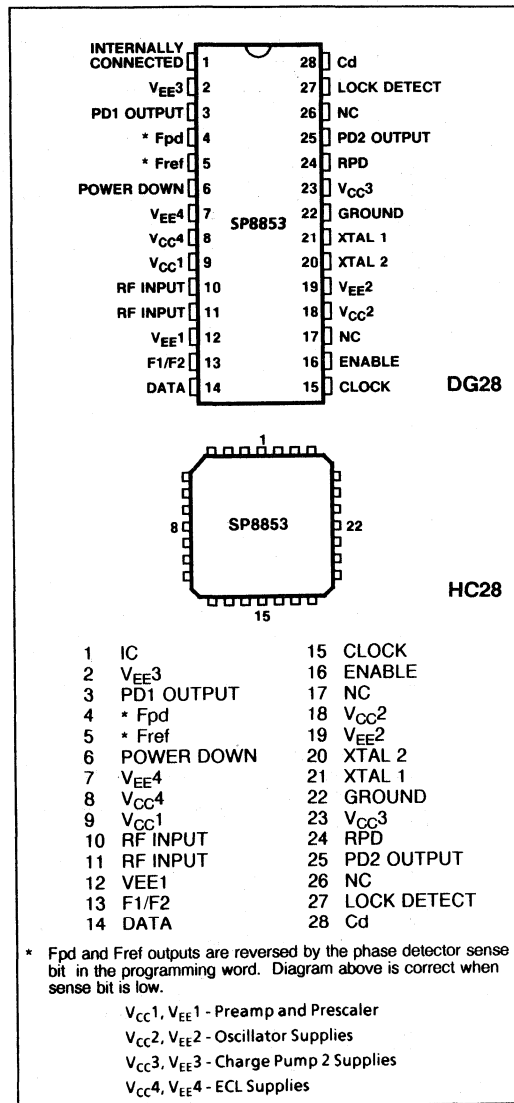 INTERNALLY
CONNECTED 1 28 Cd
VEE3 2 27 LOCK DETECT
PD1 OUTPUT 3 26 NC
* Fpd 4 25 PD2 OUTPUT
* Fref 5 24 RPD
POWER DOWN 6 23 VCC3
VEE4 7 22 GROUND
SP8853
VCC4 8 21 XTAL 1
VCC1 9 20 XTAL 2
RF INPUT 10 19 VEE2
RF INPUT 11 18 VCC2
VEE1 12 17 NC
F1/F2 13 16 ENABLE
DATA 14 15 CLOCK
DG28
1
8 SP8853 22
15
HC28
1 IC 15 CLOCK
2 VEE3 16 ENABLE
3 PD1 OUTPUT 17 NC
4 * Fpd 18 VCC2
5 * Fref 19 VEE2
6 POWER DOWN 20 XTAL 2
7 VEE4 21 XTAL 1
8 VCC4 22 GROUND
9 VCC1 23 VCC3
10 RF INPUT 24 RPD
11 RF INPUT 25 PD2 OUTPUT
12 VEE1 26 NC
13 F1/F2 27 LOCK DETECT
14 DATA 28 Cd
* Fpd and Fref outputs are reversed by the phase detector sense
bit in the programming word. Diagram above is correct when
sense bit is low.
VCC1, VEE1 - Preamp and Prescaler
VCC2, VEE2 - Oscillator Supplies
VCC3, VEE3 - Charge Pump 2 Supplies
VCC4, VEE4 - ECL Supplies